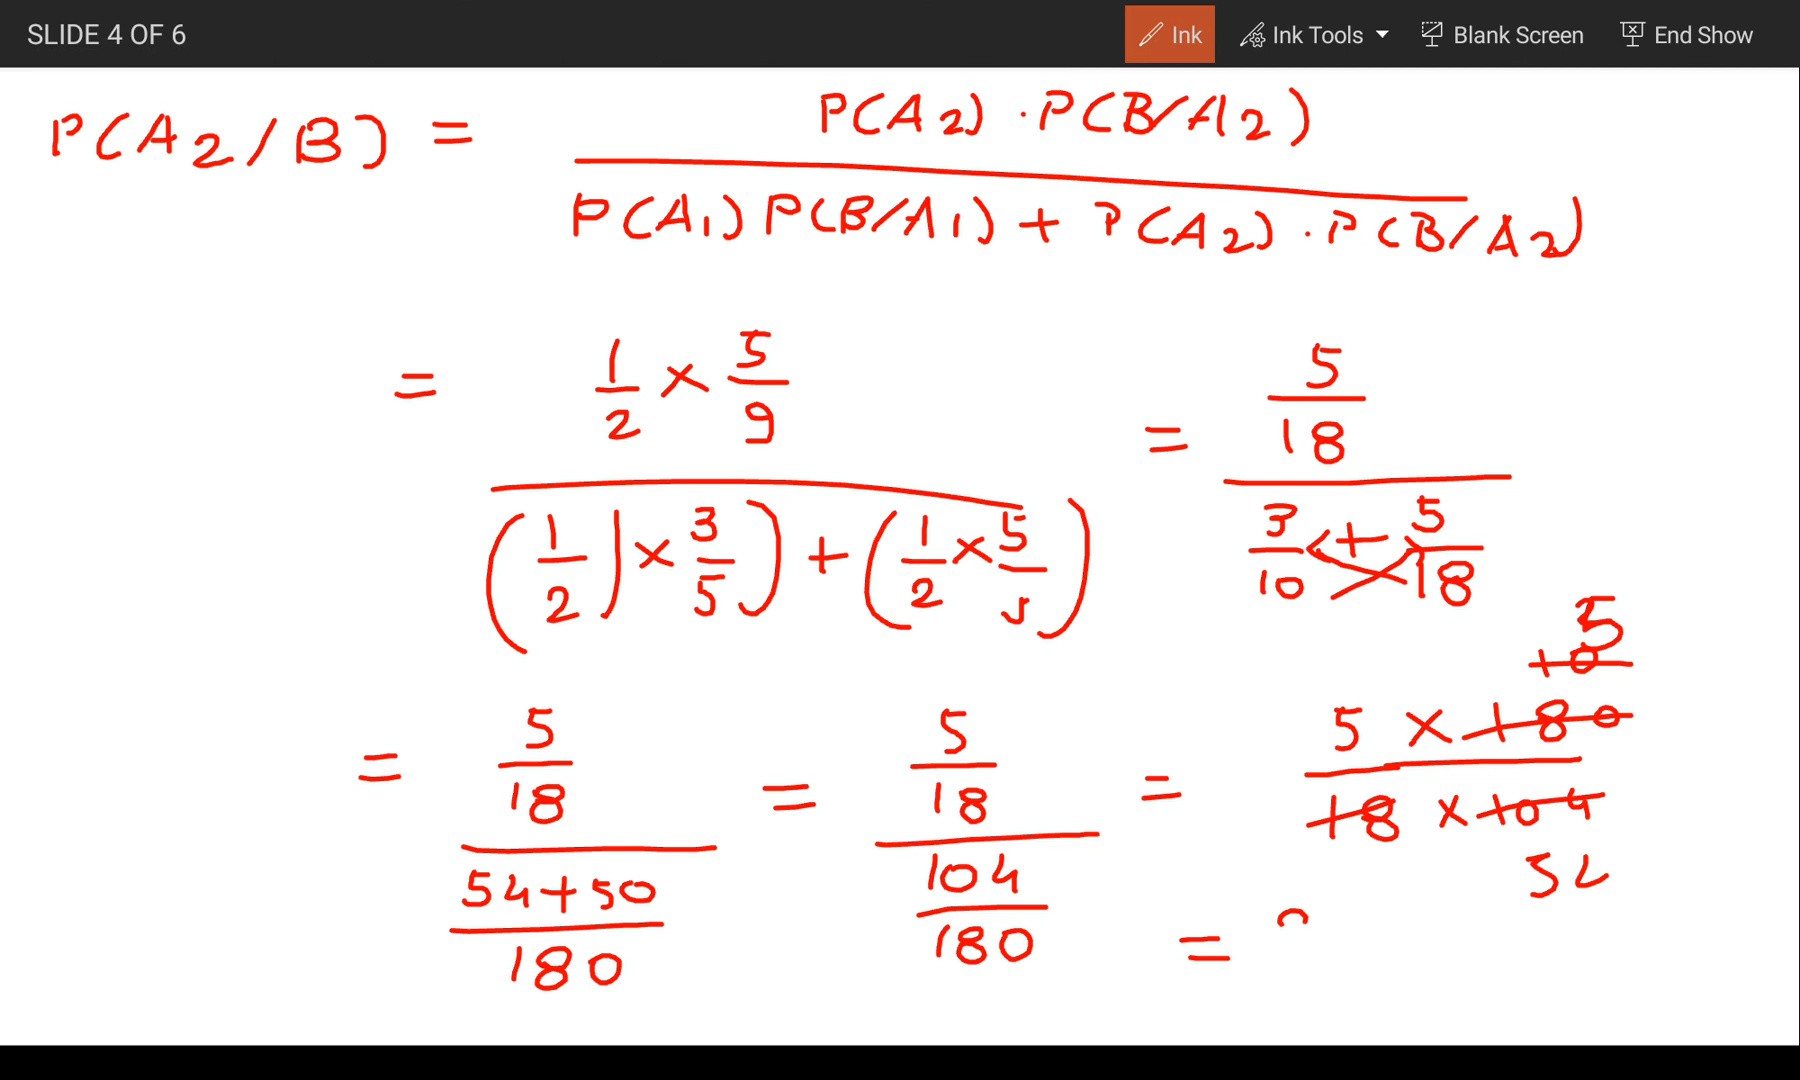 SLIDE 4 OF 6 Ink Ink Tools Blank Screen End Show
P(A2/B) = P(A2) · P(B/A2)
P(A1) P(B/A1) + P(A2) · P(B/A2)
= 1/2 × 5/9 = 5/18
(1/2) × 3/5) + (1/2 × 5/ ) 3/10 + 5/18
5
10
= 5/18 = 5/18 = 5 × 180
54+50/180 104/180 18 × 104
52
=